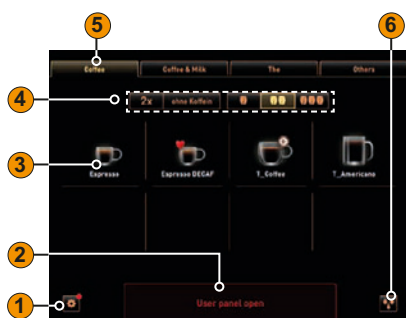 5
6
Coffee Coffee & Milk The Others
4
2x ohne Koffein
3
Espresso Espresso DECAF T_Coffee T_Americano
2
1
User panel open